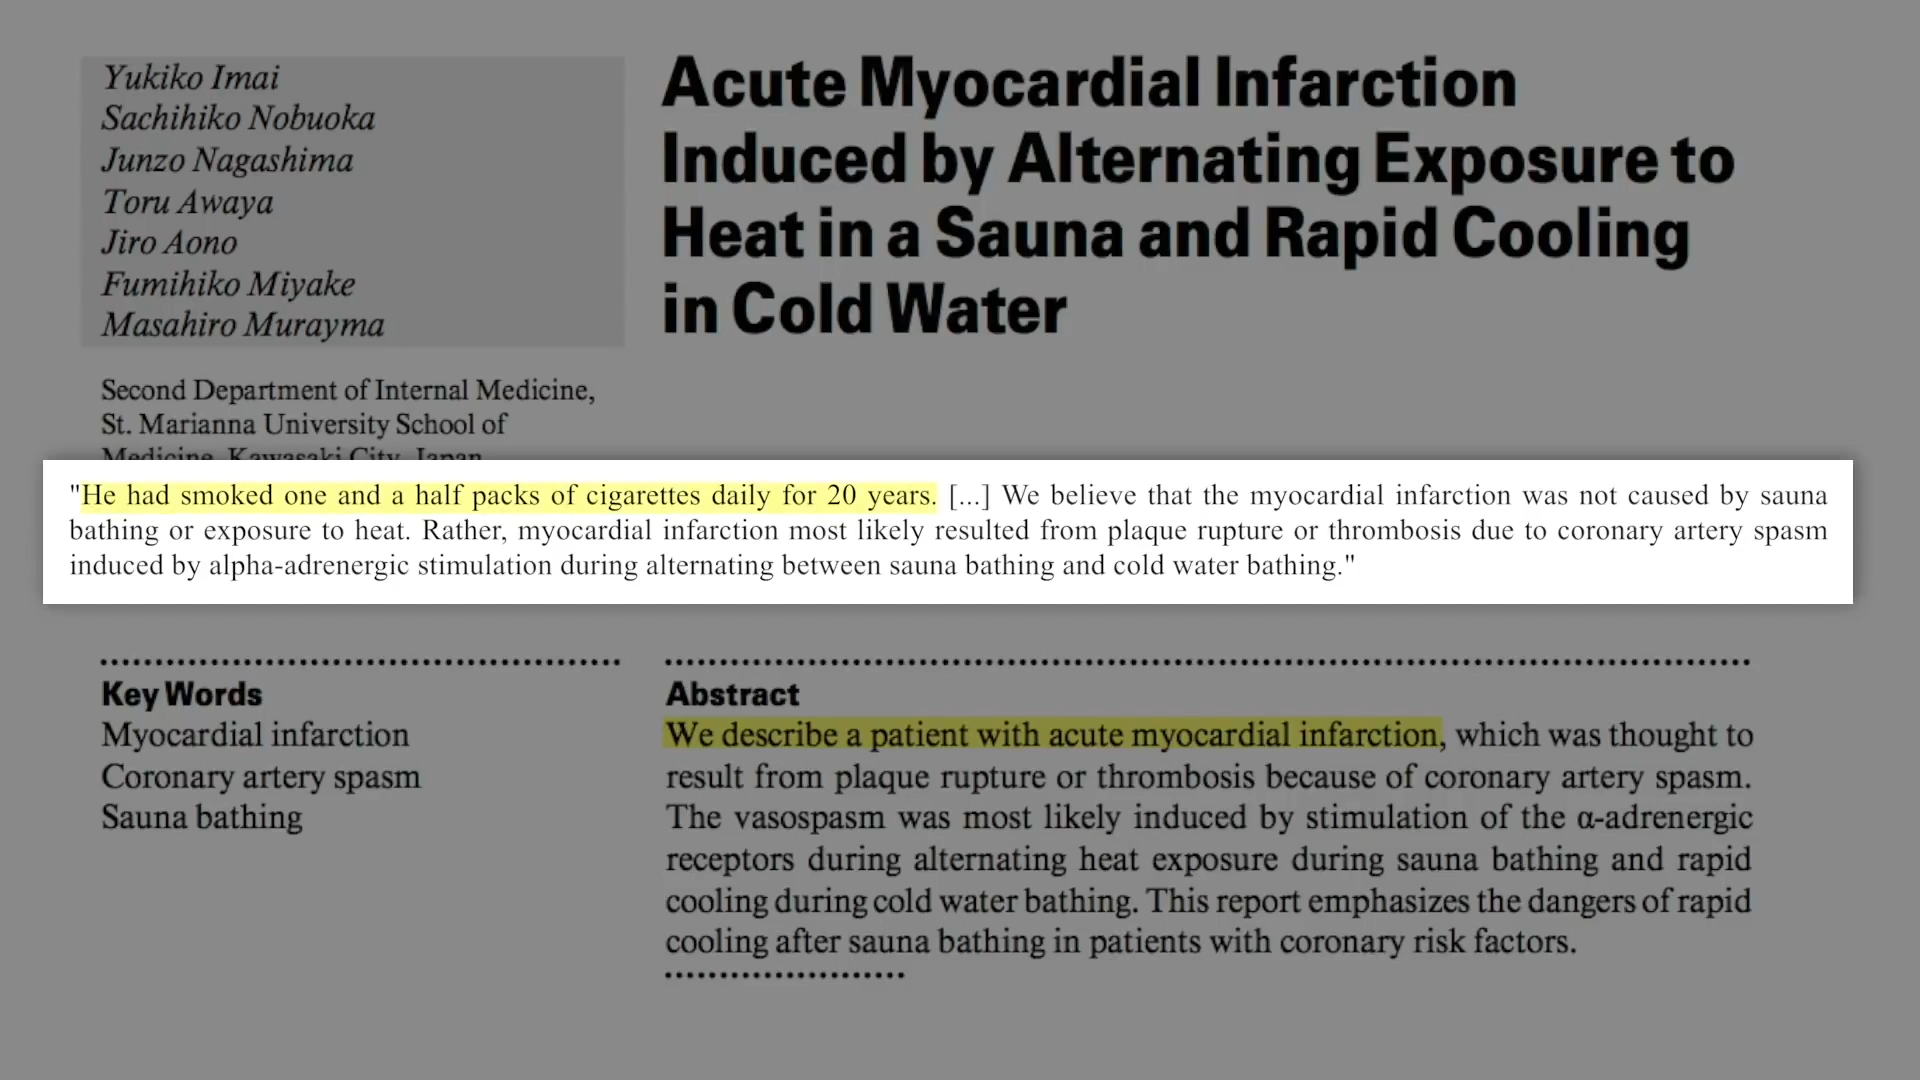 Yukiko Imai
Sachihiko Nobuoka
Junzo Nagashima
Toru Awaya
Jiro Aono
Fumihiko Miyake
Masahiro Murayma
Second Department of Internal Medicine,
St. Marianna University School of
Medicine, Kawasaki City, Japan
Acute Myocardial Infarction
Induced by Alternating Exposure to
Heat in a Sauna and Rapid Cooling
in Cold Water
"He had smoked one and a half packs of cigarettes daily for 20 years. [...] We believe that the myocardial infarction was not caused by sauna
bathing or exposure to heat. Rather, myocardial infarction most likely resulted from plaque rupture or thrombosis due to coronary artery spasm
induced by alpha-adrenergic stimulation during alternating between sauna bathing and cold water bathing."
Key Words
Myocardial infarction
Coronary artery spasm
Sauna bathing
Abstract
We describe a patient with acute myocardial infarction, which was thought to
result from plaque rupture or thrombosis because of coronary artery spasm.
The vasospasm was most likely induced by stimulation of the α-adrenergic
receptors during alternating heat exposure during sauna bathing and rapid
cooling during cold water bathing. This report emphasizes the dangers of rapid
cooling after sauna bathing in patients with coronary risk factors.